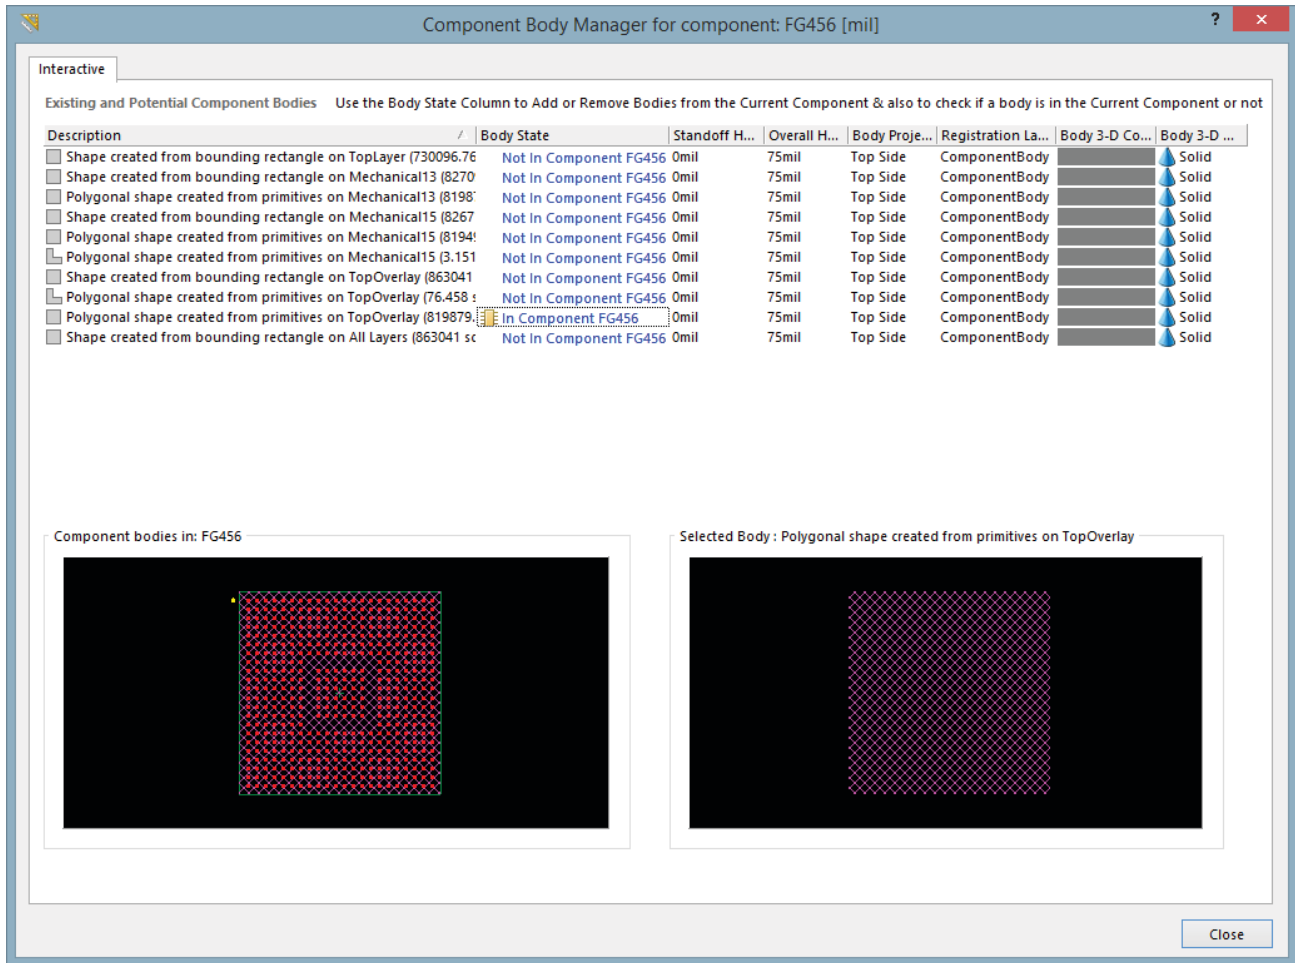 Component Body Manager for component: FG456 [mil]
?
Interactive
Existing and Potential Component Bodies Use the Body State Column to Add or Remove Bodies from the Current Component & also to check if a body is in the Current Component or not
Description Body State Standoff H... Overall H... Body Proje... Registration La... Body 3-D Co... Body 3-D ...
Shape created from bounding rectangle on TopLayer (730096.76 Not In Component FG456 0mil 75mil Top Side ComponentBody Solid
Shape created from bounding rectangle on Mechanical13 (8270 Not In Component FG456 0mil 75mil Top Side ComponentBody Solid
Polygonal shape created from primitives on Mechanical13 (8198 Not In Component FG456 0mil 75mil Top Side ComponentBody Solid
Shape created from bounding rectangle on Mechanical15 (8267 Not In Component FG456 0mil 75mil Top Side ComponentBody Solid
Polygonal shape created from primitives on Mechanical15 (8194 Not In Component FG456 0mil 75mil Top Side ComponentBody Solid
Polygonal shape created from primitives on Mechanical15 (3.151 Not In Component FG456 0mil 75mil Top Side ComponentBody Solid
Shape created from bounding rectangle on TopOverlay (863041 Not In Component FG456 0mil 75mil Top Side ComponentBody Solid
Polygonal shape created from primitives on TopOverlay (76.458 s Not In Component FG456 0mil 75mil Top Side ComponentBody Solid
Polygonal shape created from primitives on TopOverlay (819879. In Component FG456 0mil 75mil Top Side ComponentBody Solid
Shape created from bounding rectangle on All Layers (863041 sc Not In Component FG456 0mil 75mil Top Side ComponentBody Solid
Component bodies in: FG456
Selected Body : Polygonal shape created from primitives on TopOverlay
Close